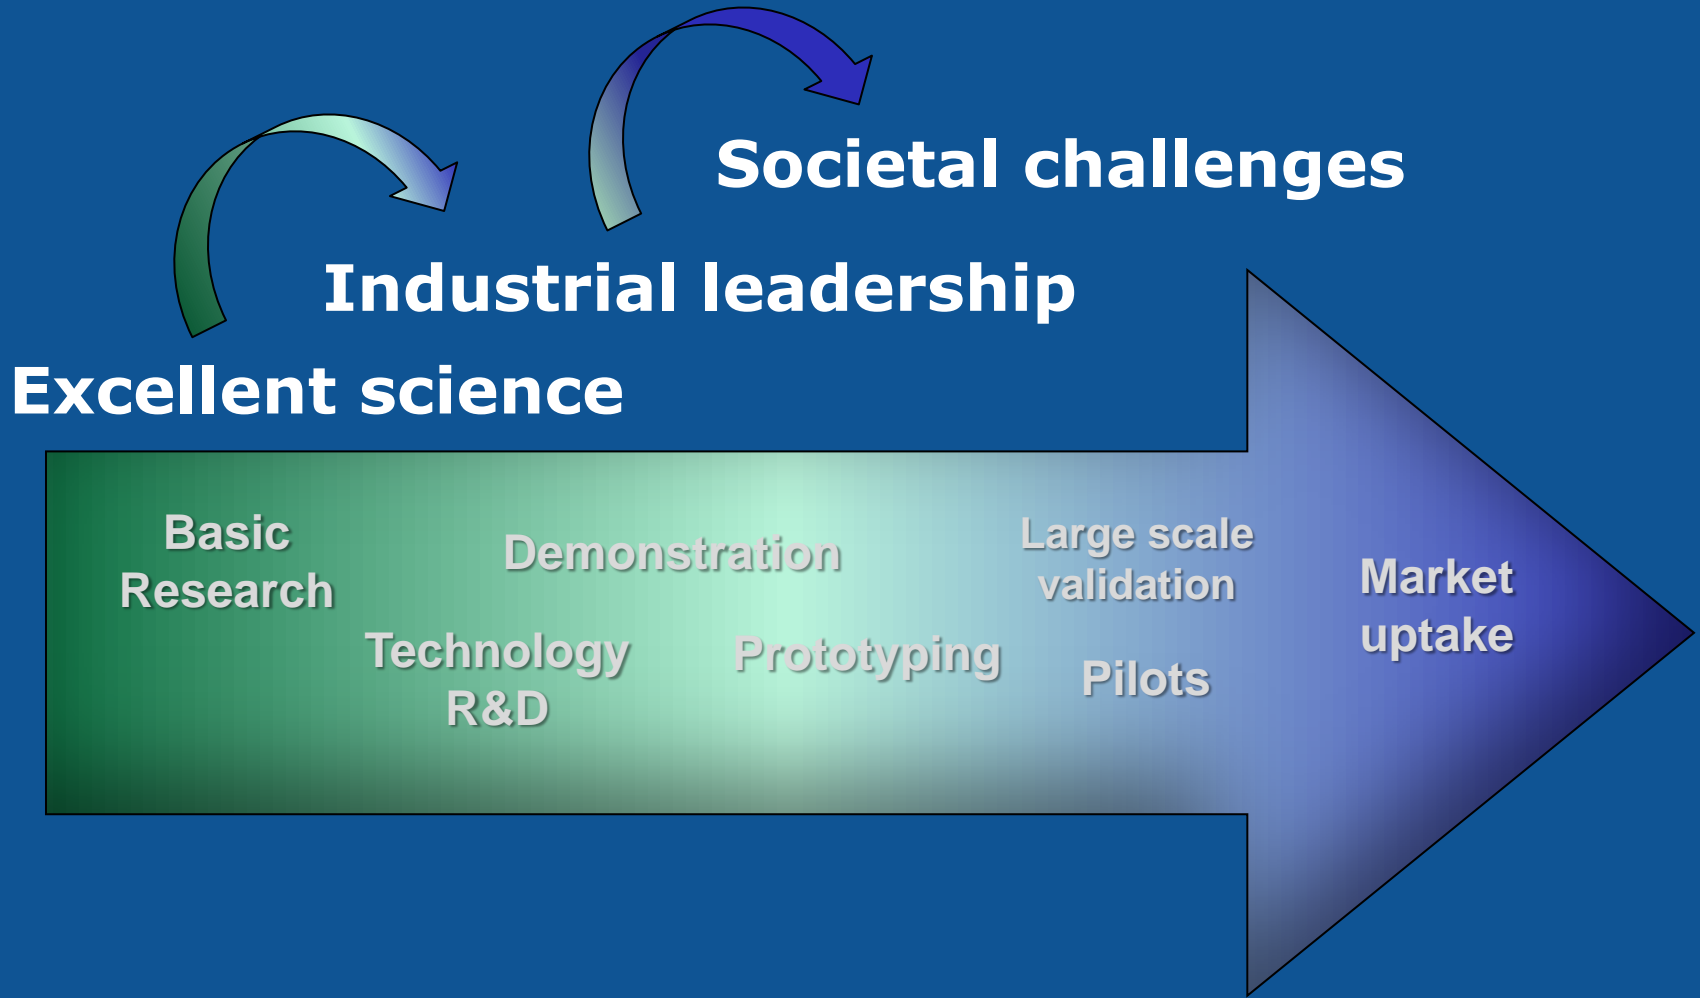 Societal challenges
Industrial leadership
Excellent science
Basic
Research
Technology
R&D
Demonstration
Prototyping
Large scale
validation
Pilots
Market
uptake